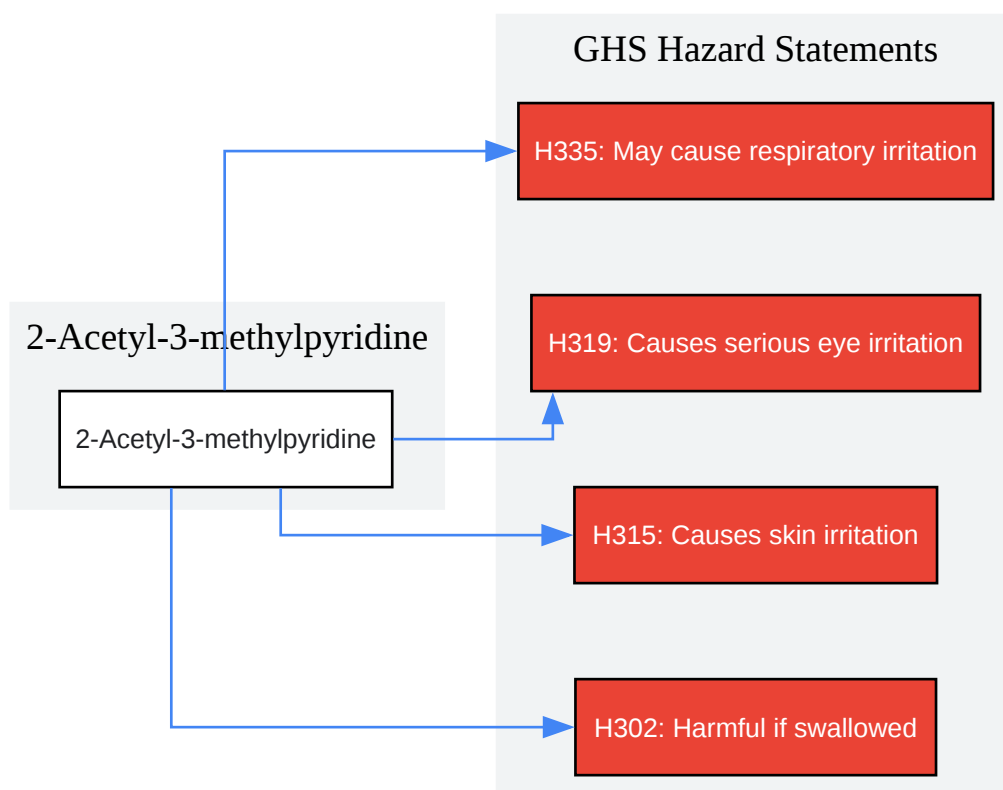 GHS Hazard Statements
H335: May cause respiratory irritation
2-Acetyl-3-methylpyridine
H319: Causes serious eye irritation
2-Acetyl-3-methylpyridine
H315: Causes skin irritation
H302: Harmful if swallowed